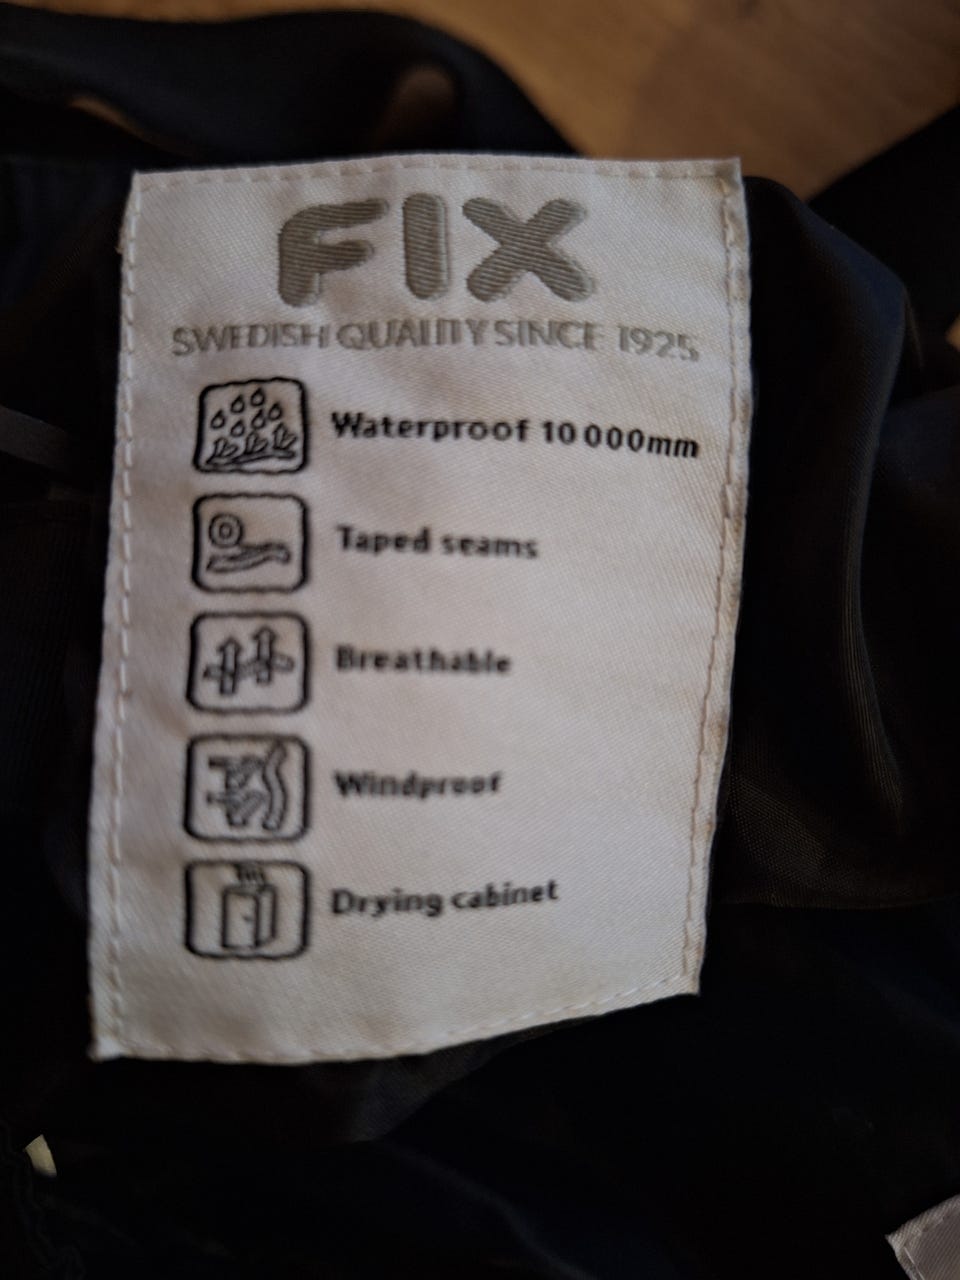 FIX
SWEDISH QUALITY SINCE 1925
Waterproof 10 000mm
Taped seams
Breathable
Windproof
Drying cabinet